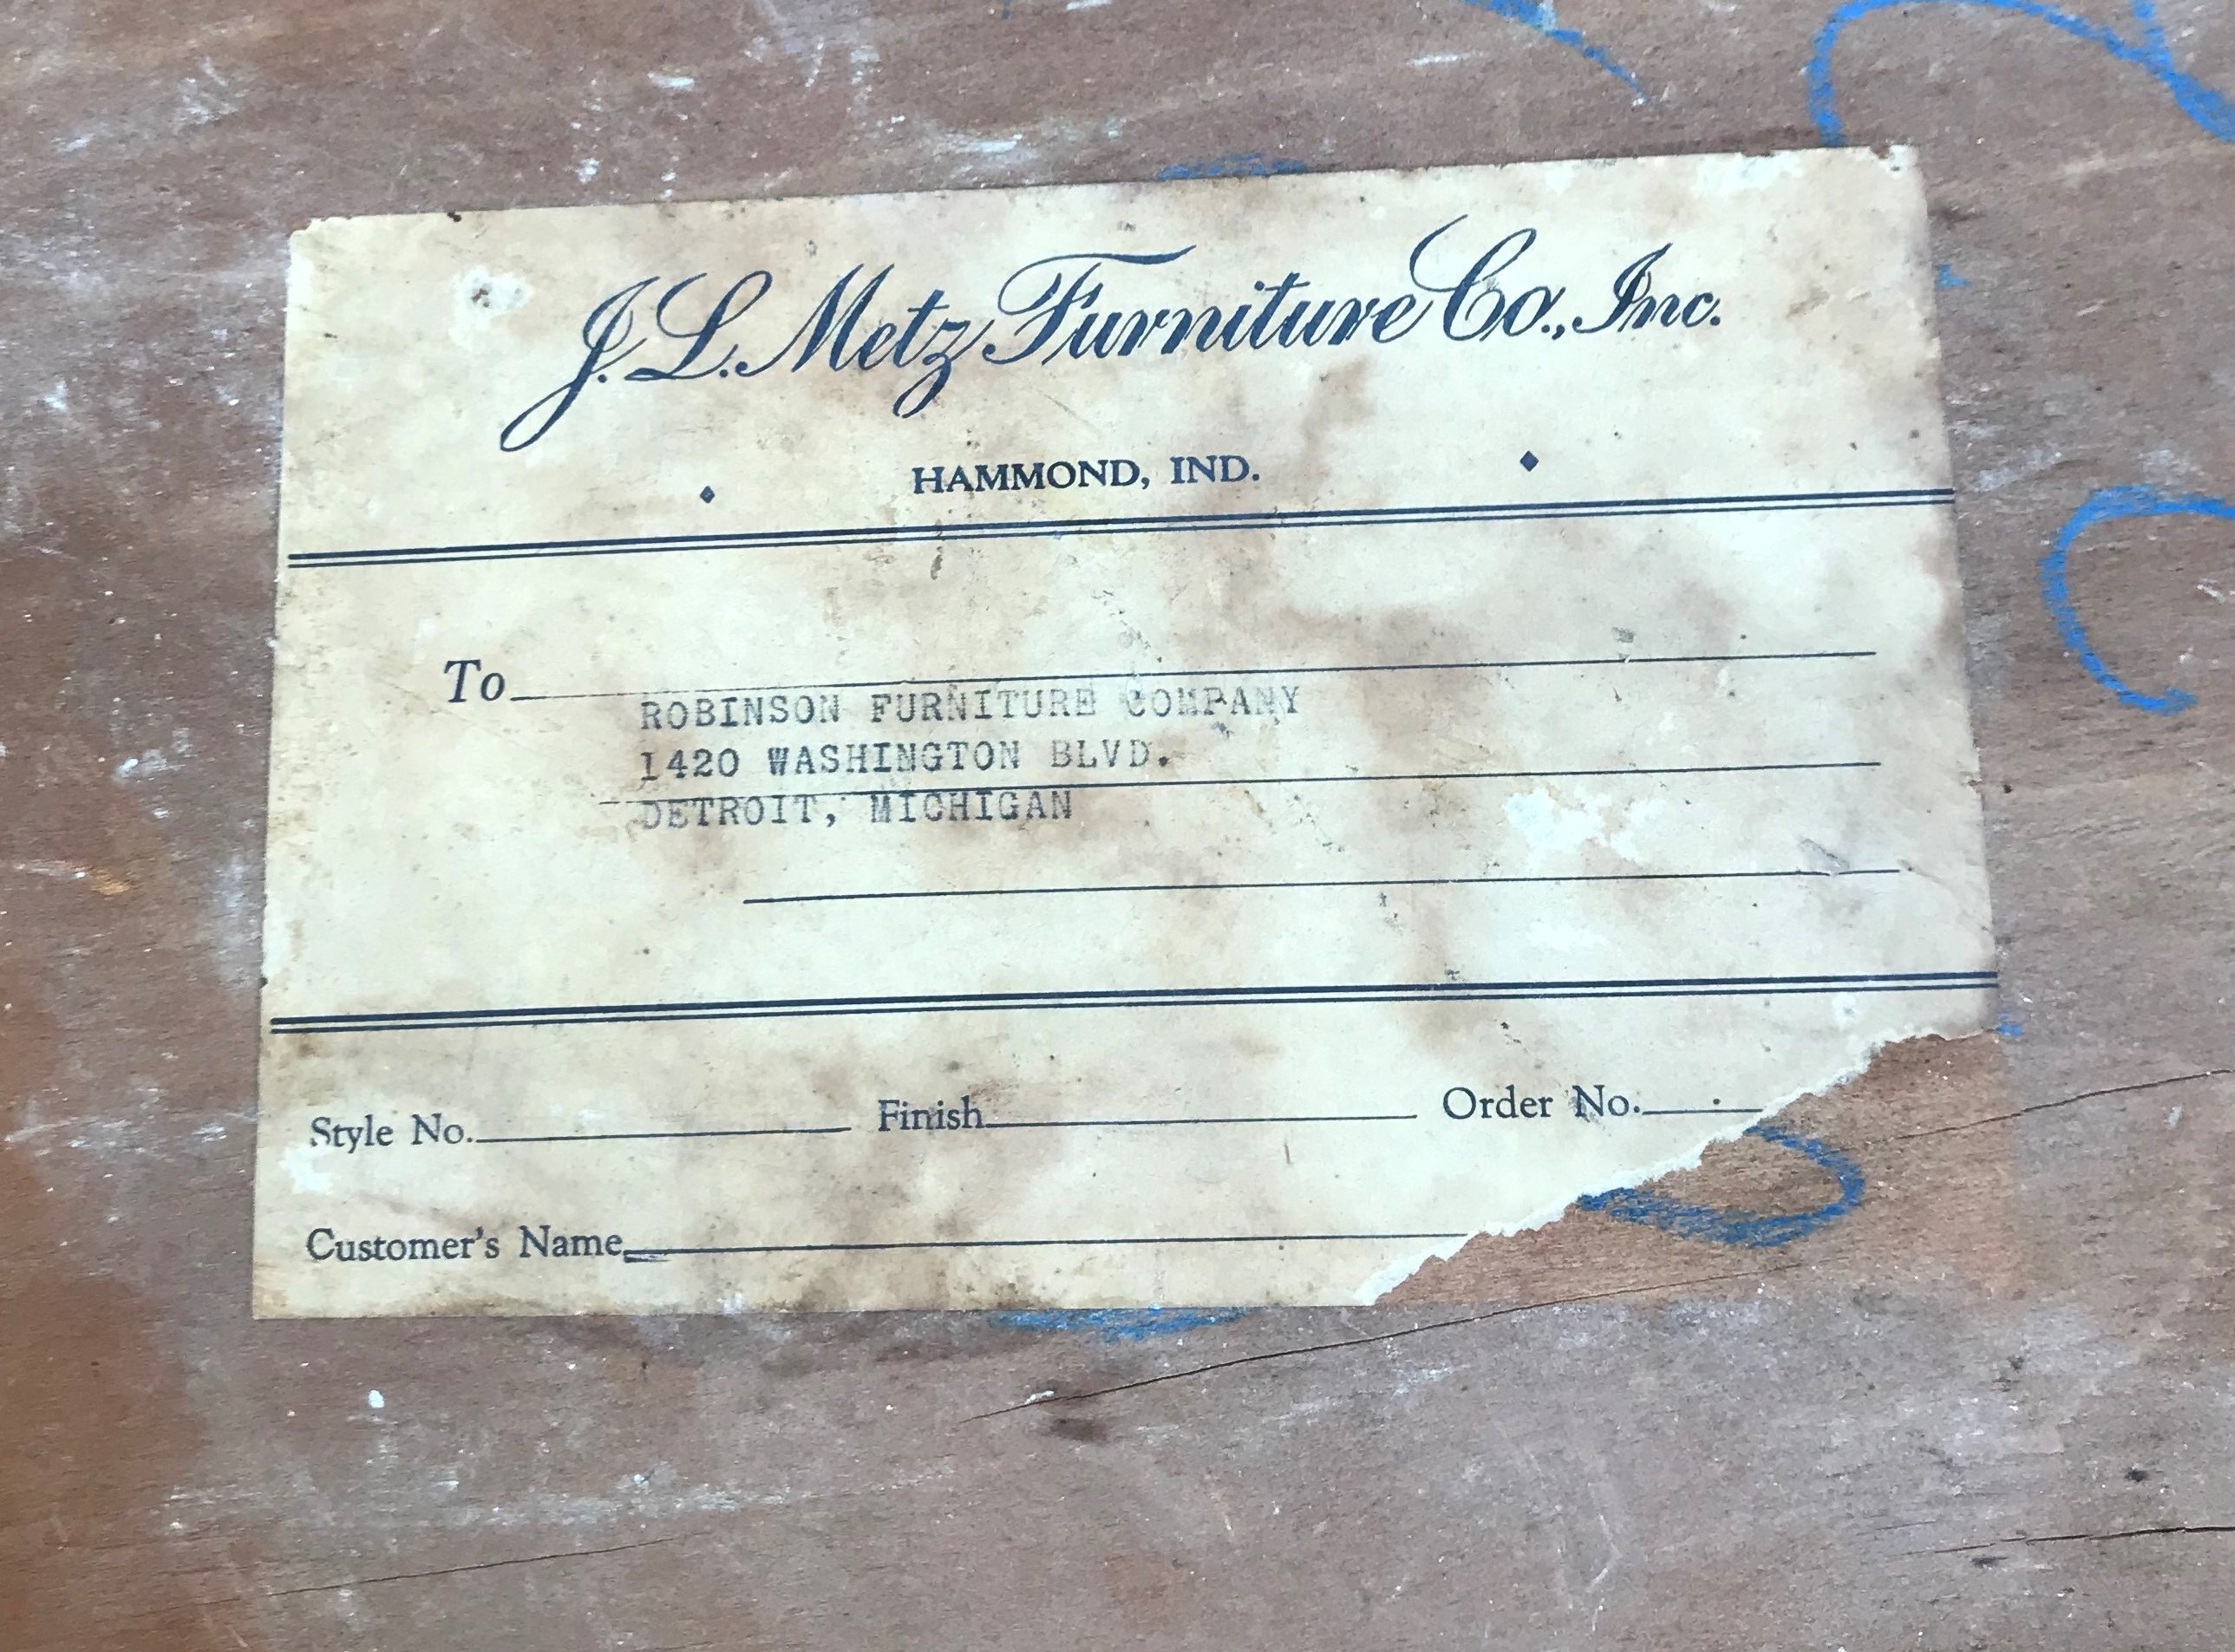 J. L. Metz Furniture Co., Inc.
HAMMOND, IND.
To
ROBINSON FURNITURE COMPANY
1420 WASHINGTON BLVD.
DETROIT, MICHIGAN
Style No. Finish Order No.
Customer's Name